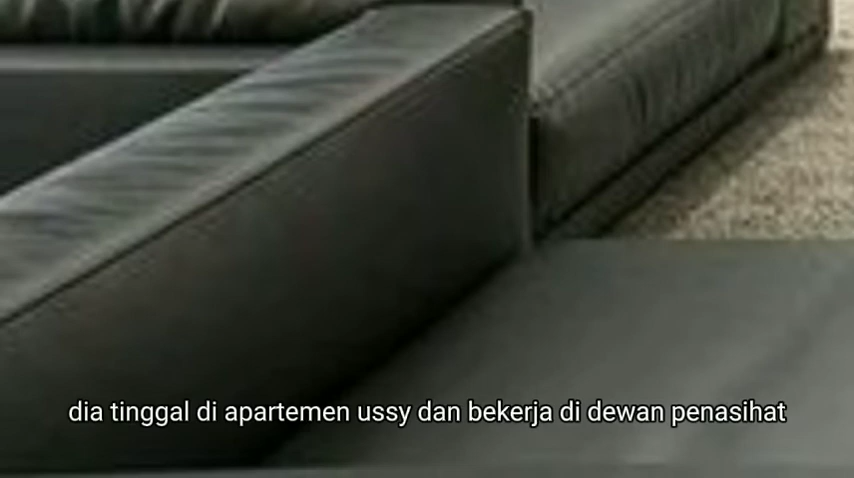 dia tinggal di apartemen ussy dan bekerja di dewan penasihat